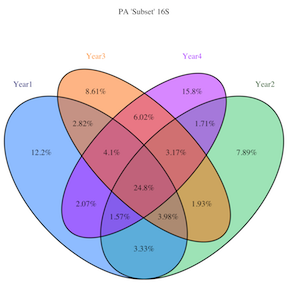 PA 'Subset' 16S
Year3 Year4
Year1 Year2
8.61% 15.8%
6.02%
2.82% 1.71%
12.2% 4.1% 3.17% 7.89%
24.8%
2.07% 1.93%
1.57% 3.98%
3.33%